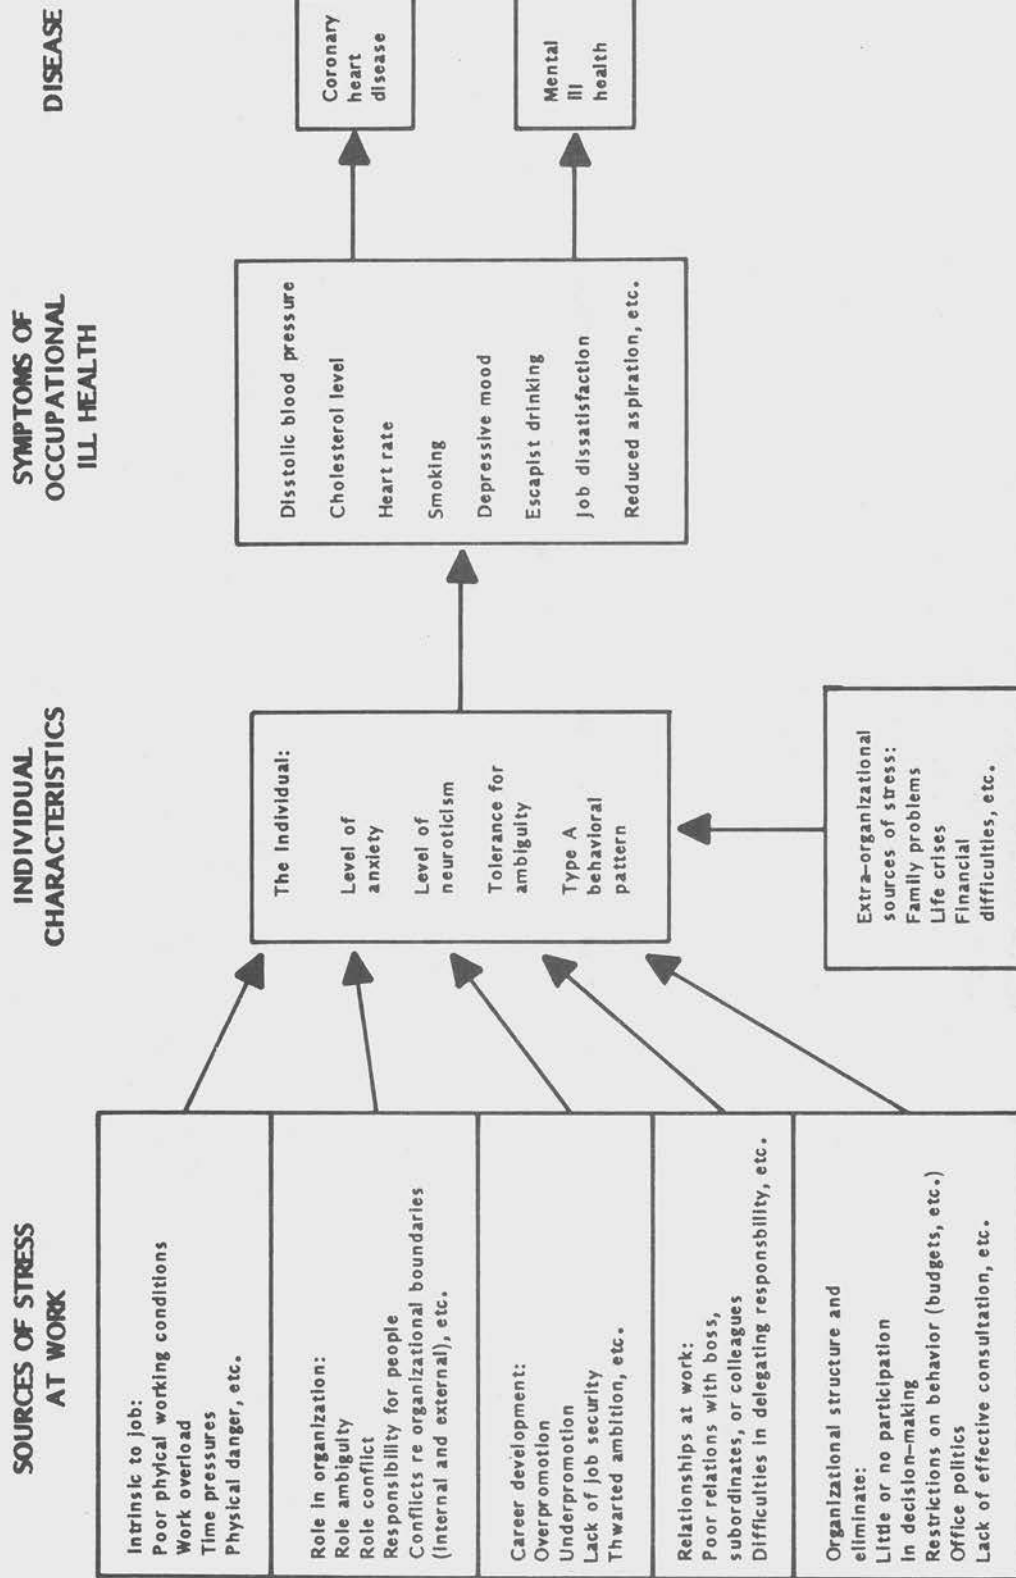 SOURCES OF STRESS
AT WORK
Intrinsic to job:
Poor phyical working conditions
Work overload
Time pressures
Physical danger, etc.
Role in organization:
Role ambiguity
Role conflict
Responsibility for people
Conflicts re organizational boundaries
(Internal and external), etc.
Career development:
Overpromotion
Underpromotion
Lack of job security
Thwarted ambition, etc.
Relationships at work:
Poor relations with boss,
subordinates, or colleagues
Difficulties in delegating responsbility, etc.
Organizational structure and
eliminate:
Little or no participation
In decision-making
Restrictions on behavior (budgets, etc.)
Office politics
Lack of effective consultation, etc.
INDIVIDUAL
CHARACTERISTICS
The Individual:
Level of
anxiety
Level of
neuroticism
Tolerance for
ambiguity
Type A
behavioral
pattern
Extra-organizational
sources of stress:
Family problems
Life crises
Financial
difficulties, etc.
SYMPTOMS OF
OCCUPATIONAL
ILL HEALTH
Disstolic blood pressure
Cholesterol level
Heart rate
Smoking
Depressive mood
Escapist drinking
Job dissatisfaction
Reduced aspiration, etc.
DISEASE
Coronary
heart
disease
Mental
ill
health